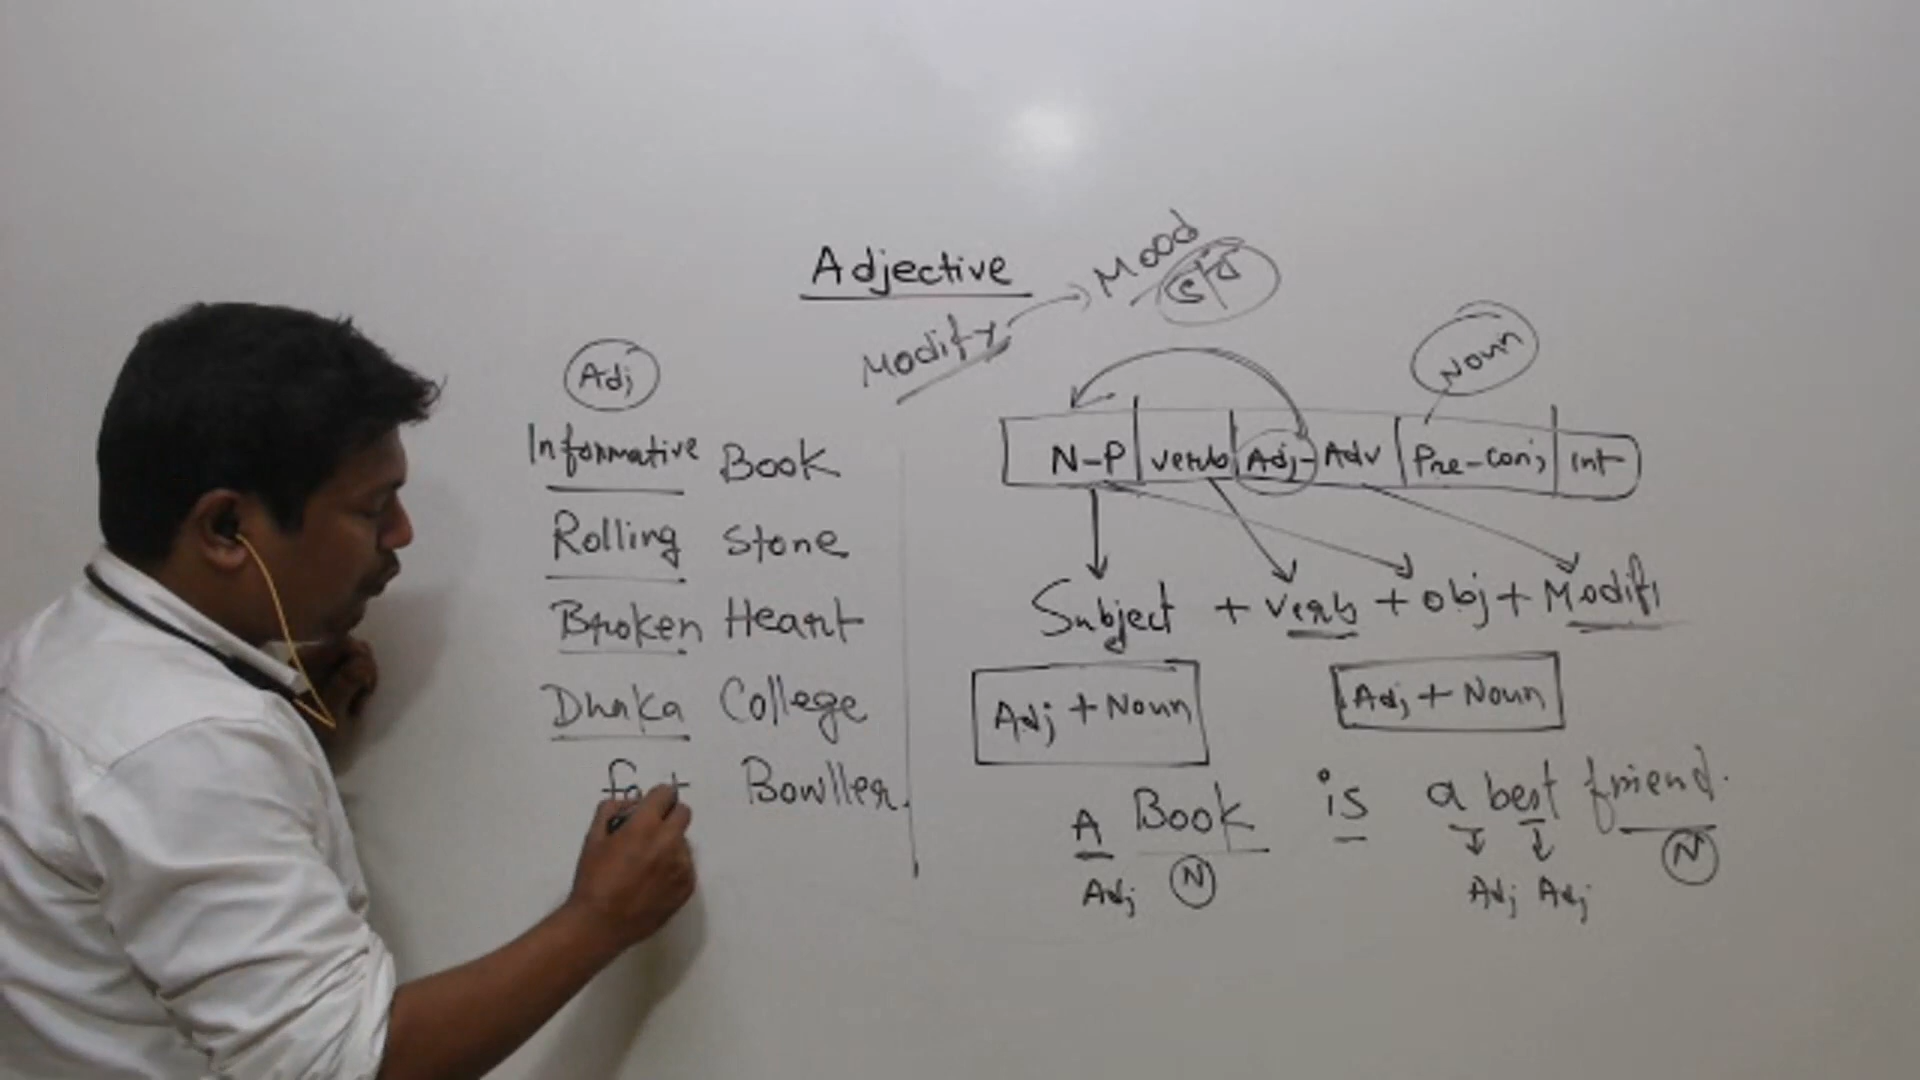 Adjective
Modify
Mood
S/V
Noun
Adj
Informative Book
Rolling Stone
Broken Heart
Dhaka College
fast Bowller
N-P verb Adj- Adv Pre-conj Int
Subject + verb + obj + Modifi
Adj + Noun
Adj + Noun
A Book is a best friend.
Adj N Adj Adj N